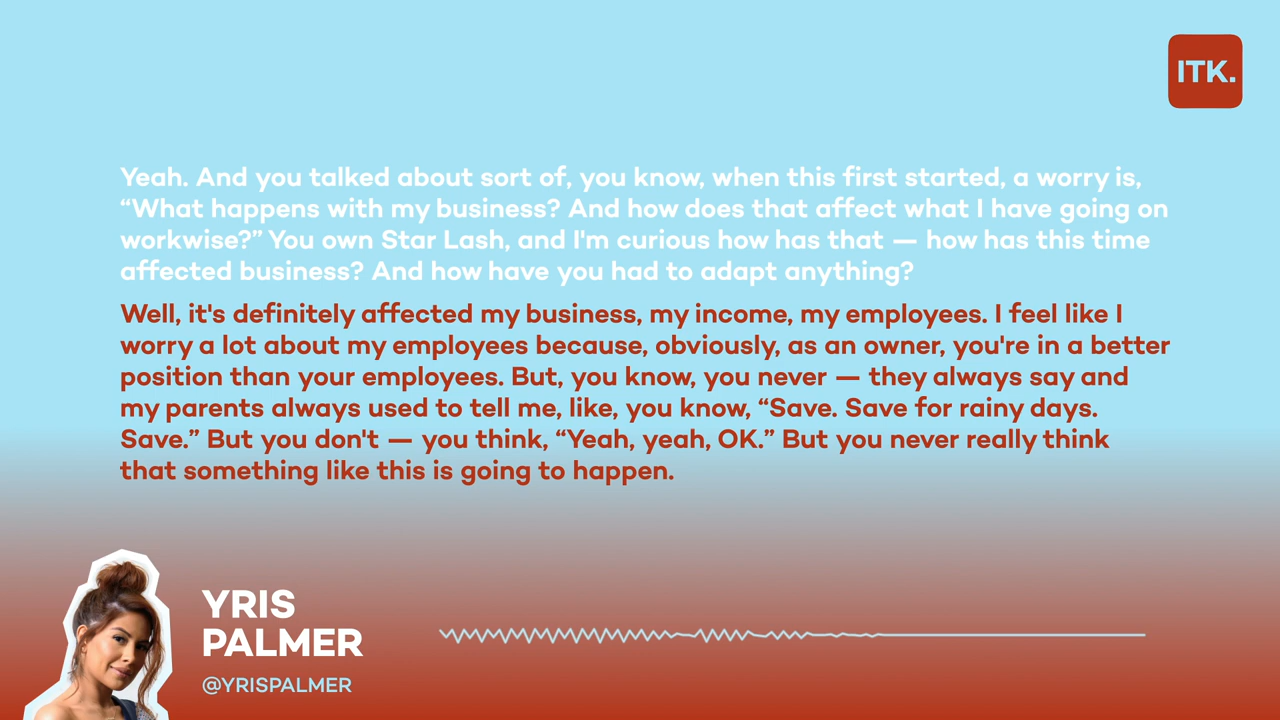 ITK.
Yeah. And you talked about sort of, you know, when this first started, a worry is,
“What happens with my business? And how does that affect what I have going on
workwise?” You own Star Lash, and I'm curious how has that — how has this time
affected business? And how have you had to adapt anything?
Well, it's definitely affected my business, my income, my employees. I feel like I
worry a lot about my employees because, obviously, as an owner, you're in a better
position than your employees. But, you know, you never — they always say and
my parents always used to tell me, like, you know, “Save. Save for rainy days.
Save.” But you don't — you think, “Yeah, yeah, OK.” But you never really think
that something like this is going to happen.
YRIS
PALMER
@YRISPALMER